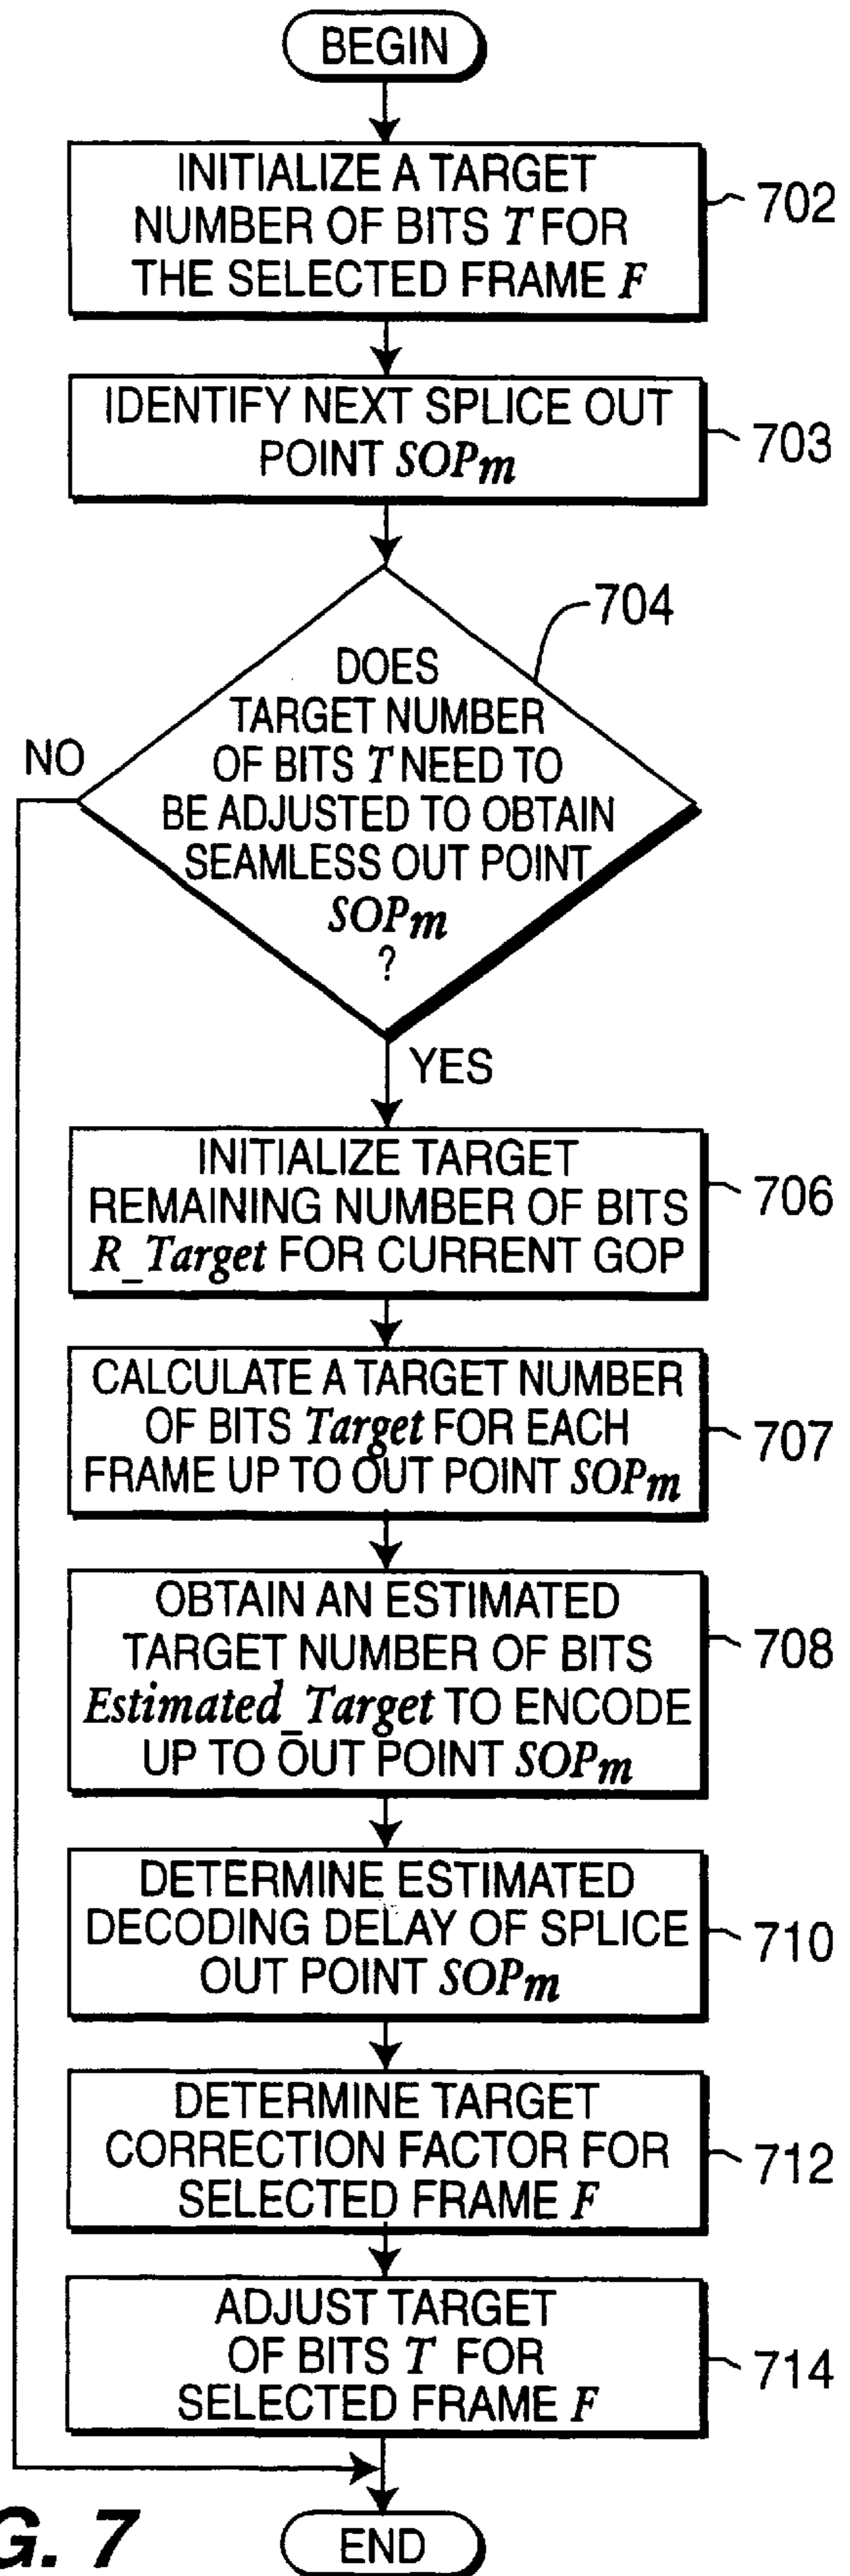 BEGIN
INITIALIZE A TARGET
NUMBER OF BITS T FOR
THE SELECTED FRAME F
702
IDENTIFY NEXT SPLICE OUT
POINT SOPm
703
704
DOES
TARGET NUMBER
OF BITS T NEED TO
BE ADJUSTED TO OBTAIN
SEAMLESS OUT POINT
SOPm
?
NO
YES
INITIALIZE TARGET
REMAINING NUMBER OF BITS
R_Target FOR CURRENT GOP
706
CALCULATE A TARGET NUMBER
OF BITS Target FOR EACH
FRAME UP TO OUT POINT SOPm
707
OBTAIN AN ESTIMATED
TARGET NUMBER OF BITS
Estimated_Target TO ENCODE
UP TO OUT POINT SOPm
708
DETERMINE ESTIMATED
DECODING DELAY OF SPLICE
OUT POINT SOPm
710
DETERMINE TARGET
CORRECTION FACTOR FOR
SELECTED FRAME F
712
ADJUST TARGET
OF BITS T FOR
SELECTED FRAME F
714
END
G. 7